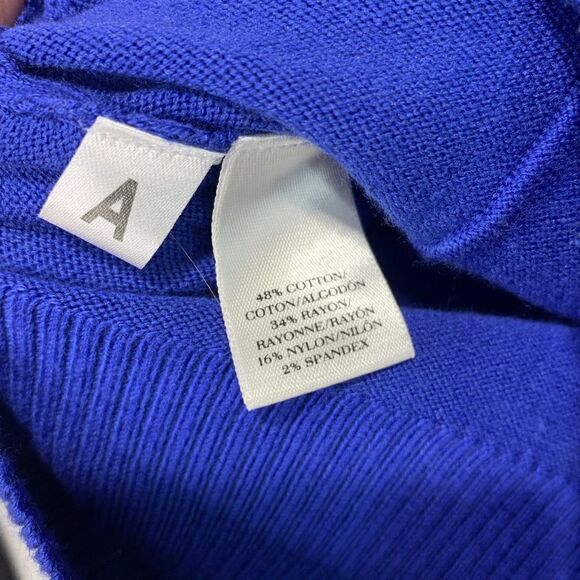 A
48% COTTON/
COTON/ALGODÓN
34% RAYON/
RAYONNE/RAYÓN
16% NYLON/NILÓN
2% SPANDEX